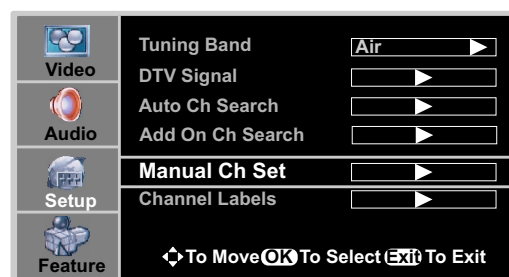 Video
Audio
Setup
Feature
Tuning Band Air
DTV Signal
Auto Ch Search
Add On Ch Search
Manual Ch Set
Channel Labels
To Move OK To Select Exit To Exit